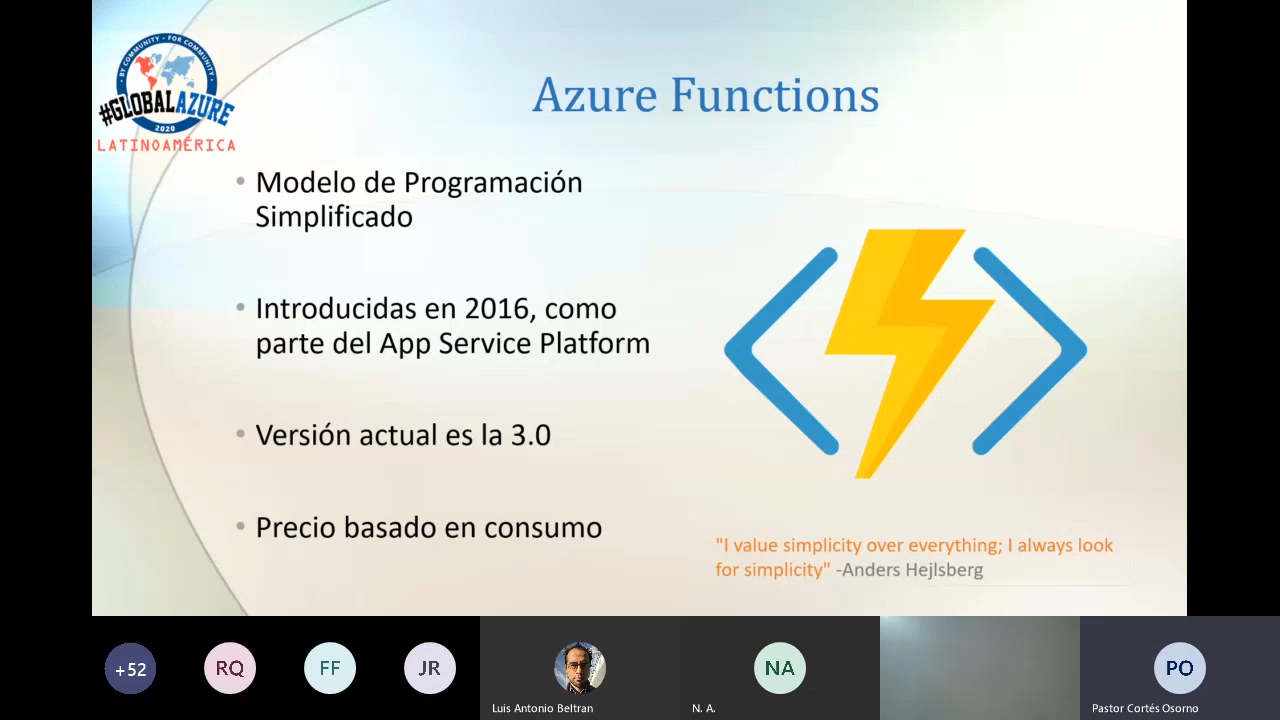 BY COMMUNITY • FOR COMMUNITY
#GLOBALAZURE
2020
LATINOAMÉRICA
Azure Functions
• Modelo de Programación
Simplificado
• Introducidas en 2016, como
parte del App Service Platform
• Versión actual es la 3.0
• Precio basado en consumo
"I value simplicity over everything; I always look
for simplicity" -Anders Hejlsberg
+52
RQ
FF
JR
Luis Antonio Beltran
NA
N. A.
PO
Pastor Cortés Osorno